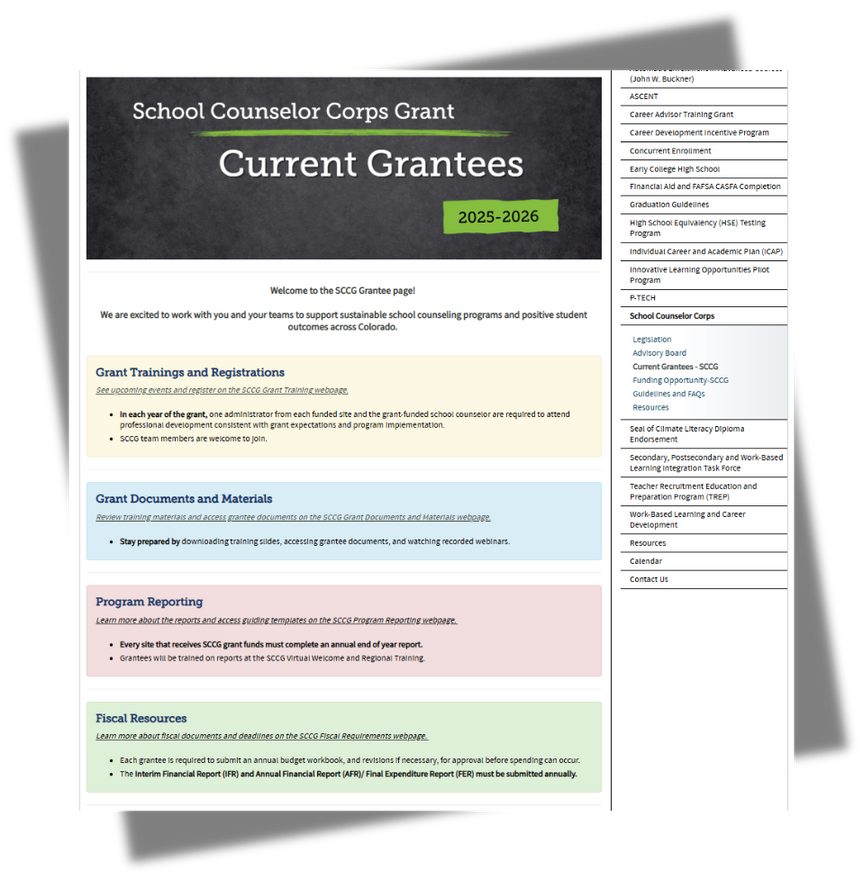 School Counselor Corps Grant
Current Grantees
2025-2026
Welcome to the SCCG Grantee page!
We are excited to work with you and your teams to support sustainable school counseling programs and positive student
outcomes across Colorado.
Grant Trainings and Registrations
See upcoming events and register on the SCCG Grant Training webpage.
In each year of the grant, one administrator from each funded site and the grant-funded school counselor are required to attend
professional development consistent with grant expectations and program implementation.
SCCG team members are welcome to join.
Grant Documents and Materials
Review training materials and access grantee documents on the SCCG Grant Documents and Materials webpage.
Stay prepared by downloading training slides, accessing grantee documents, and watching recorded webinars.
Program Reporting
Learn more about the reports and access guiding templates on the SCCG Program Reporting webpage.
Every site that receives SCCG grant funds must complete an annual end of year report.
Grantees will be trained on reports at the SCCG Virtual Welcome and Regional Training.
Fiscal Resources
Learn more about fiscal documents and deadlines on the SCCG Fiscal Requirements webpage.
Each grantee is required to submit an annual budget workbook, and revisions if necessary, for approval before spending can occur.
The Interim Financial Report (IFR) and Annual Financial Report (AFR)/ Final Expenditure Report (FER) must be submitted annually.
(John W. Buckner)
ASCENT
Career Advisor Training Grant
Career Development Incentive Program
Concurrent Enrollment
Early College High School
Financial Aid and FAFSA CASFA Completion
Graduation Guidelines
High School Equivalency (HSE) Testing
Program
Individual Career and Academic Plan (ICAP)
Innovative Learning Opportunities Pilot
Program
P-TECH
School Counselor Corps
Legislation
Advisory Board
Current Grantees - SCCG
Funding Opportunity-SCCG
Guidelines and FAQs
Resources
Seal of Climate Literacy Diploma
Endorsement
Secondary, Postsecondary and Work-Based
Learning Integration Task Force
Teacher Recruitment Education and
Preparation Program (TREP)
Work-Based Learning and Career
Development
Resources
Calendar
Contact Us